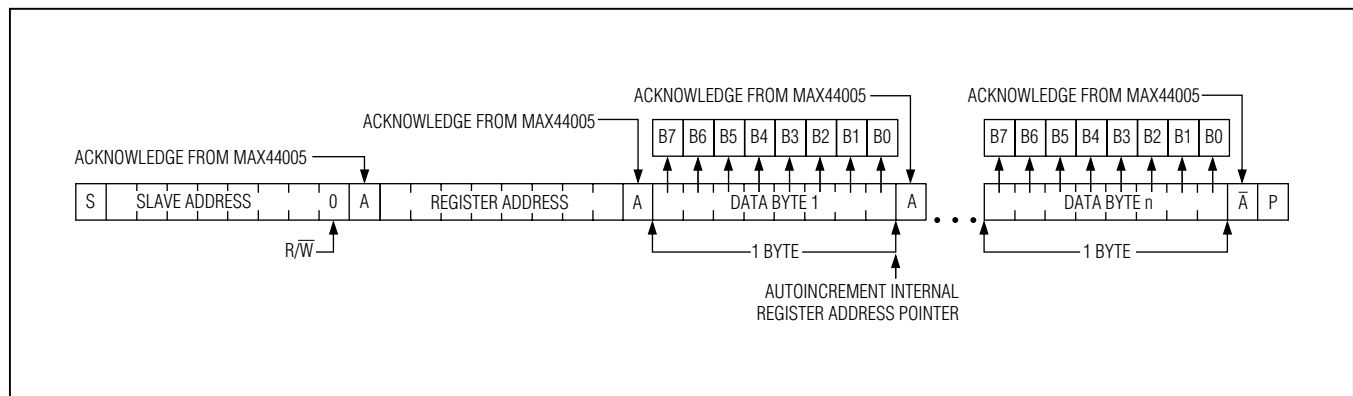 ACKNOWLEDGE FROM MAX44005
ACKNOWLEDGE FROM MAX44005
ACKNOWLEDGE FROM MAX44005
B7 B6 B5 B4 B3 B2 B1 B0
ACKNOWLEDGE FROM MAX44005
B7 B6 B5 B4 B3 B2 B1 B0
S SLAVE ADDRESS 0 A REGISTER ADDRESS A DATA BYTE 1 A • • • DATA BYTE n A̅ P
R/W̅
1 BYTE
1 BYTE
AUTOINCREMENT INTERNAL
REGISTER ADDRESS POINTER